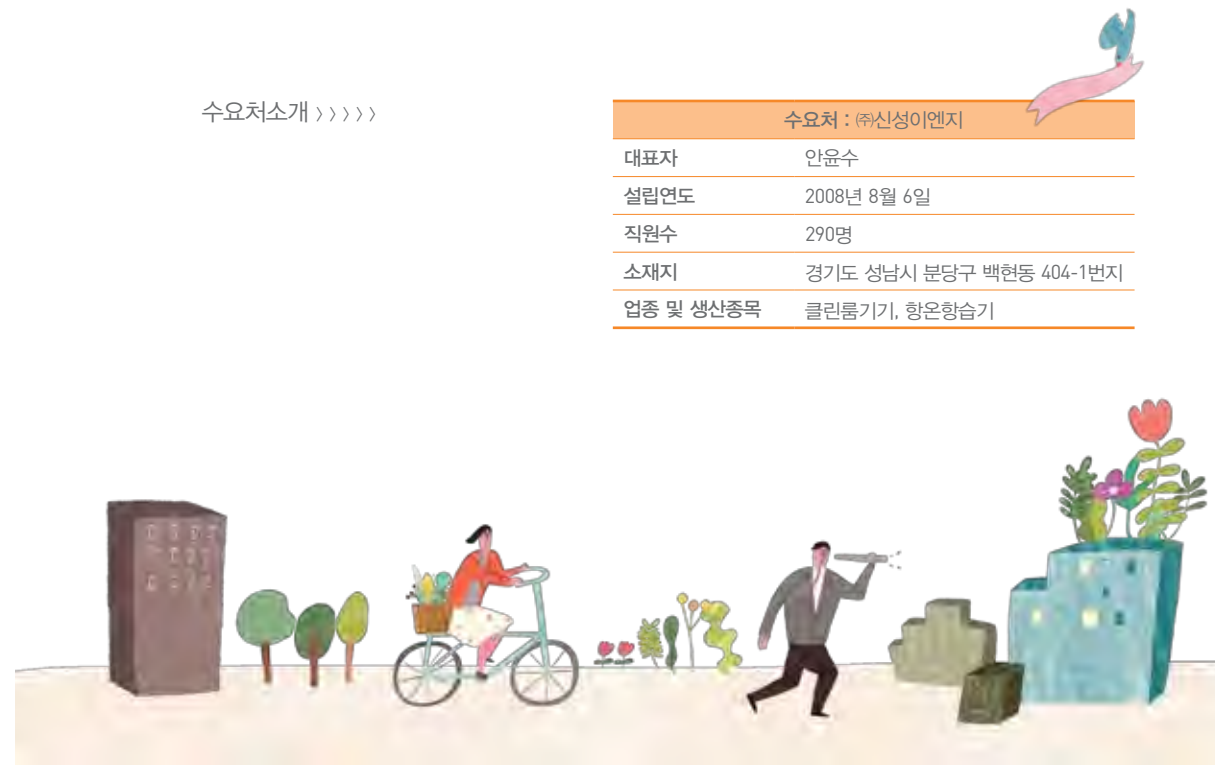 수요처소개 〉〉〉〉〉
수요처 : ㈜신성이엔지
대표자 안윤수
설립연도 2008년 8월 6일
직원수 290명
소재지 경기도 성남시 분당구 백현동 404-1번지
업종 및 생산종목 클린룸기기, 항온항습기